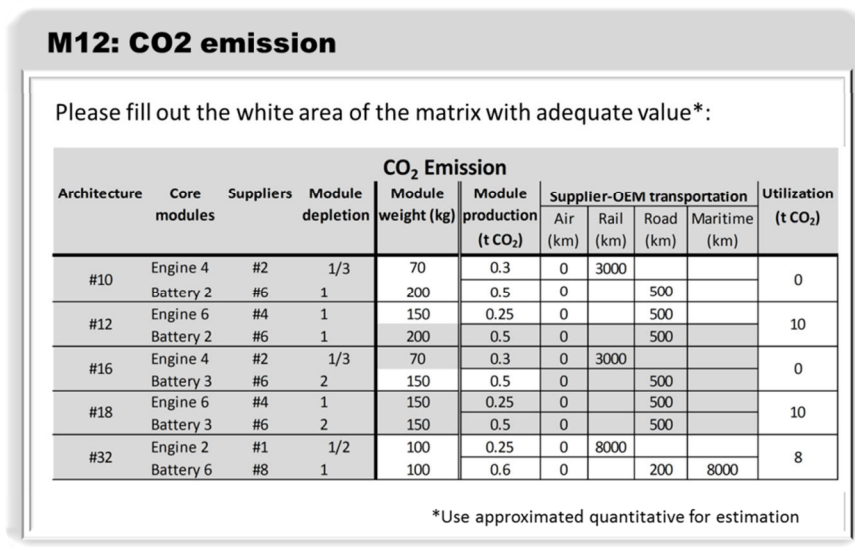 M12: CO2 emission
Please fill out the white area of the matrix with adequate value*:
CO₂ Emission
Architecture Core modules Suppliers Module depletion Module weight (kg) Module production (t CO₂) Supplier-OEM transportation Utilization (t CO₂)
Air (km) Rail (km) Road (km) Maritime (km)
#10 Engine 4 #2 1/3 70 0.3 0 3000 0
Battery 2 #6 1 200 0.5 0 500
#12 Engine 6 #4 1 150 0.25 0 500 10
Battery 2 #6 1 200 0.5 0 500
#16 Engine 4 #2 1/3 70 0.3 0 3000 0
Battery 3 #6 2 150 0.5 0 500
#18 Engine 6 #4 1 150 0.25 0 500 10
Battery 3 #6 2 150 0.5 0 500
#32 Engine 2 #1 1/2 100 0.25 0 8000 8
Battery 6 #8 1 100 0.6 0 200 8000
*Use approximated quantitative for estimation